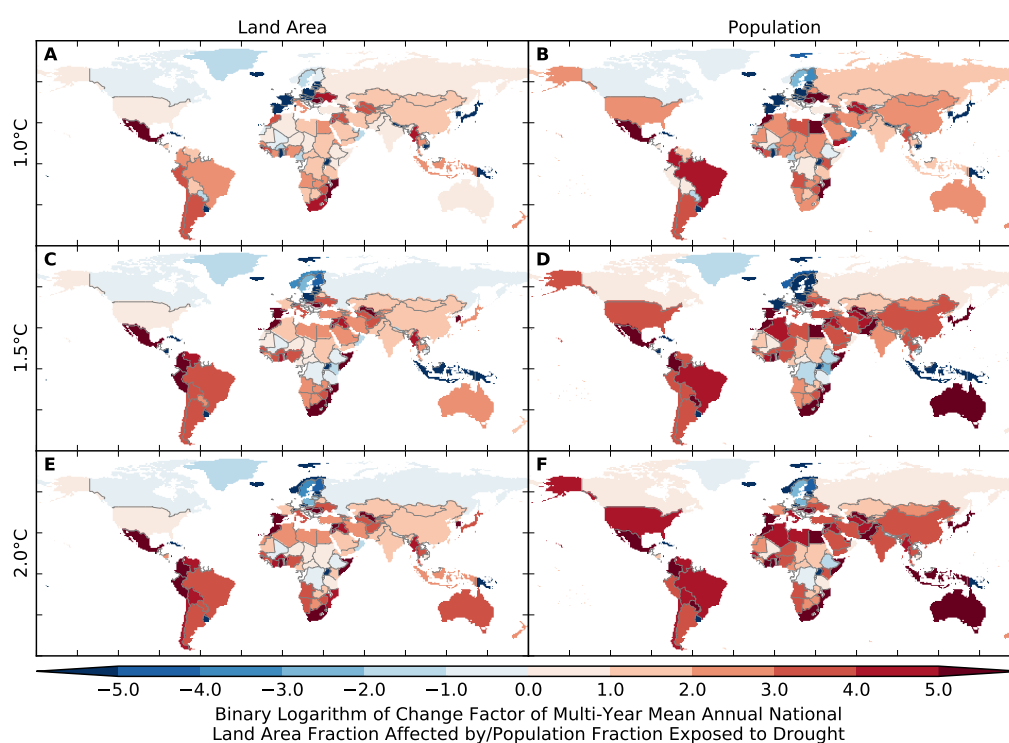 Land Area
Population
A
B
1.0°C
C
D
1.5°C
E
F
2.0°C
−5.0 −4.0 −3.0 −2.0 −1.0 0.0 1.0 2.0 3.0 4.0 5.0
Binary Logarithm of Change Factor of Multi-Year Mean Annual National
Land Area Fraction Affected by/Population Fraction Exposed to Drought